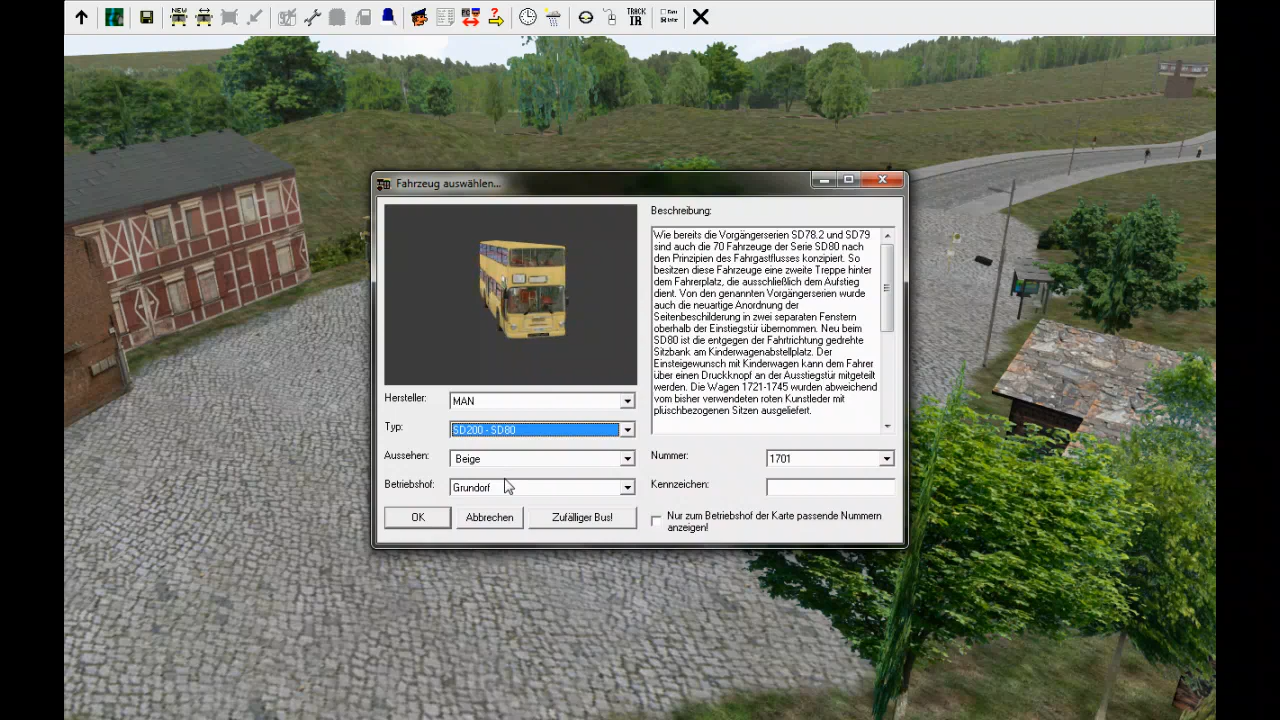 NEW
TRACK
IR
Fahrzeug auswählen...
Beschreibung:
Wie bereits die Vorgängerserien SD78.2 und SD79
sind auch die 70 Fahrzeuge der Serie SD80 nach
den Prinzipien des Fahrgastflusses konzipiert. So
besitzen diese Fahrzeuge eine zweite Treppe hinter
dem Fahrerplatz, die ausschließlich dem Aufstieg
dient. Von den genannten Vorgängerserien wurde
auch die neuartige Anordnung der
Seitenbeschilderung in zwei separaten Fenstern
oberhalb der Einstiegstür übernommen. Neu beim
SD80 ist die entgegen der Fahrtrichtung gedrehte
Sitzbank am Kinderwagenabstellplatz. Der
Einsteigewunsch mit Kinderwagen kann dem Fahrer
über einen Druckknopf an der Ausstiegstür mitgeteilt
werden. Die Wagen 1721-1745 wurden abweichend
vom bisher verwendeten roten Kunstleder mit
plüschbezogenen Sitzen ausgeliefert.
Hersteller: MAN
Typ: SD200 - SD80
Aussehen: Beige
Betriebshof: Grundorf
Nummer: 1701
Kennzeichen:
OK
Abbrechen
Zufälliger Bus!
Nur zum Betriebshof der Karte passende Nummern
anzeigen!